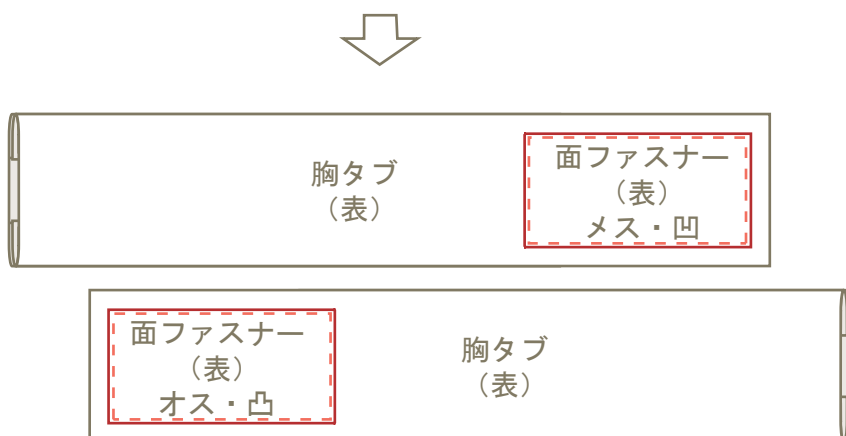 胸タブ
（表）
面ファスナー
（表）
メス・凹
面ファスナー
（表）
オス・凸
胸タブ
（表）